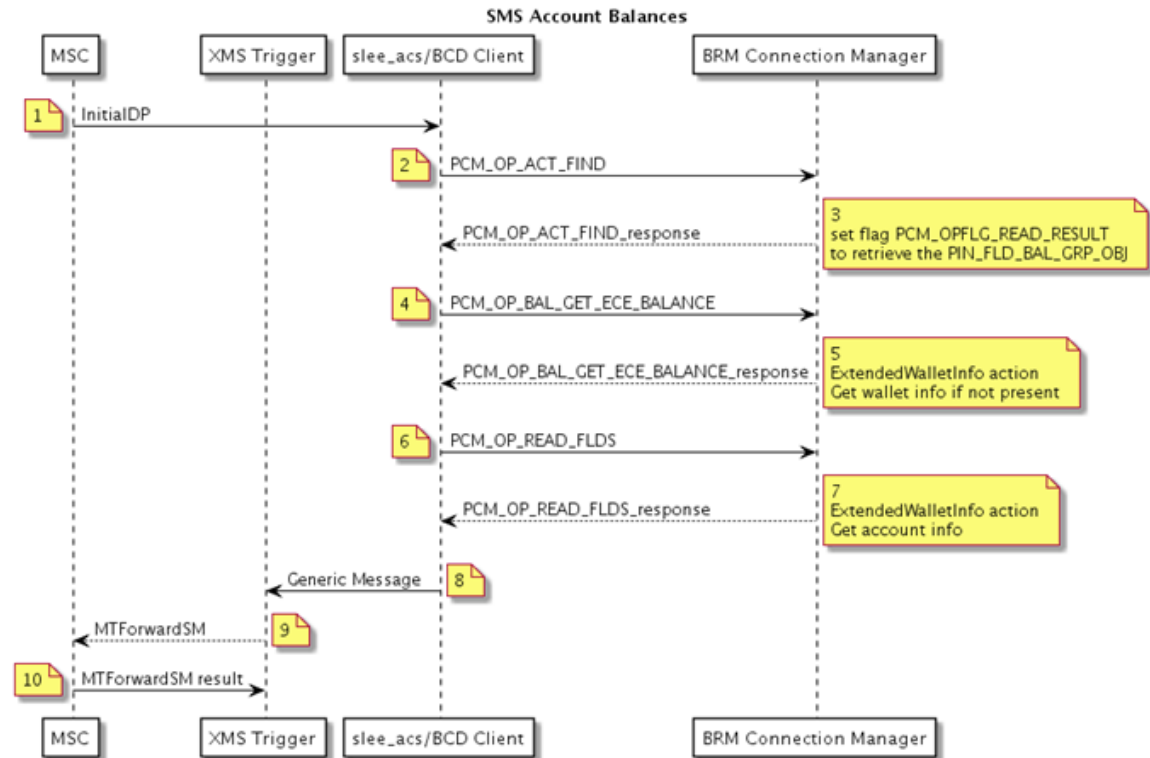 SMS Account Balances
MSC
XMS Trigger
slee_acs/BCD Client
BRM Connection Manager
1
InitialDP
2
PCM_OP_ACT_FIND
PCM_OP_ACT_FIND_response
3
set flag PCM_OPFLG_READ_RESULT
to retrieve the PIN_FLD_BAL_GRP_OBJ
4
PCM_OP_BAL_GET_ECE_BALANCE
PCM_OP_BAL_GET_ECE_BALANCE_response
5
ExtendedWalletInfo action
Get wallet info if not present
6
PCM_OP_READ_FLDS
PCM_OP_READ_FLDS_response
7
ExtendedWalletInfo action
Get account info
Generic Message
8
MTForwardSM
9
10
MTForwardSM result
MSC
XMS Trigger
slee_acs/BCD Client
BRM Connection Manager